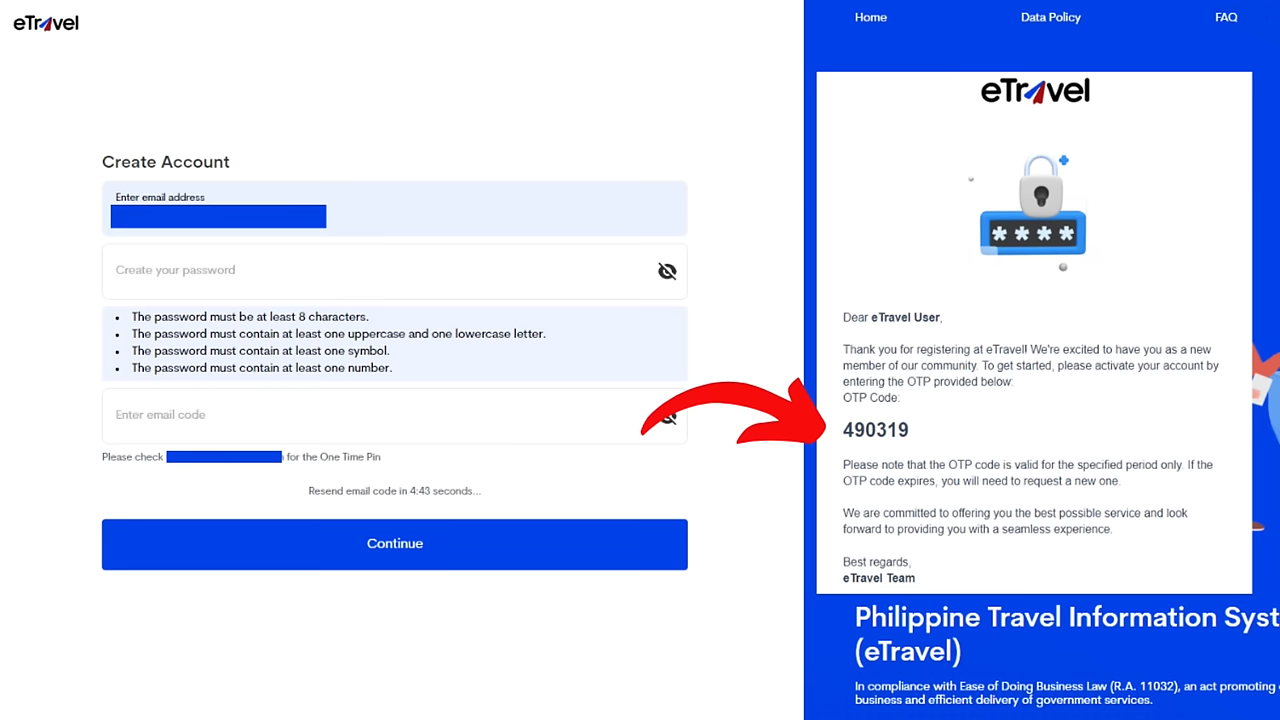 eTravel
Create Account
Enter email address
Create your password
• The password must be at least 8 characters.
• The password must contain at least one uppercase and one lowercase letter.
• The password must contain at least one symbol.
• The password must contain at least one number.
Enter email code
Please check for the One Time Pin
Resend email code in 4:43 seconds...
Continue
Home Data Policy FAQ
eTravel
****
Dear eTravel User,
Thank you for registering at eTravel! We're excited to have you as a new
member of our community. To get started, please activate your account by
entering the OTP provided below:
OTP Code:
490319
Please note that the OTP code is valid for the specified period only. If the
OTP code expires, you will need to request a new one.
We are committed to offering you the best possible service and look
forward to providing you with a seamless experience.
Best regards,
eTravel Team
Philippine Travel Information Syst
(eTravel)
In compliance with Ease of Doing Business Law (R.A. 11032), an act promoting
business and efficient delivery of government services.